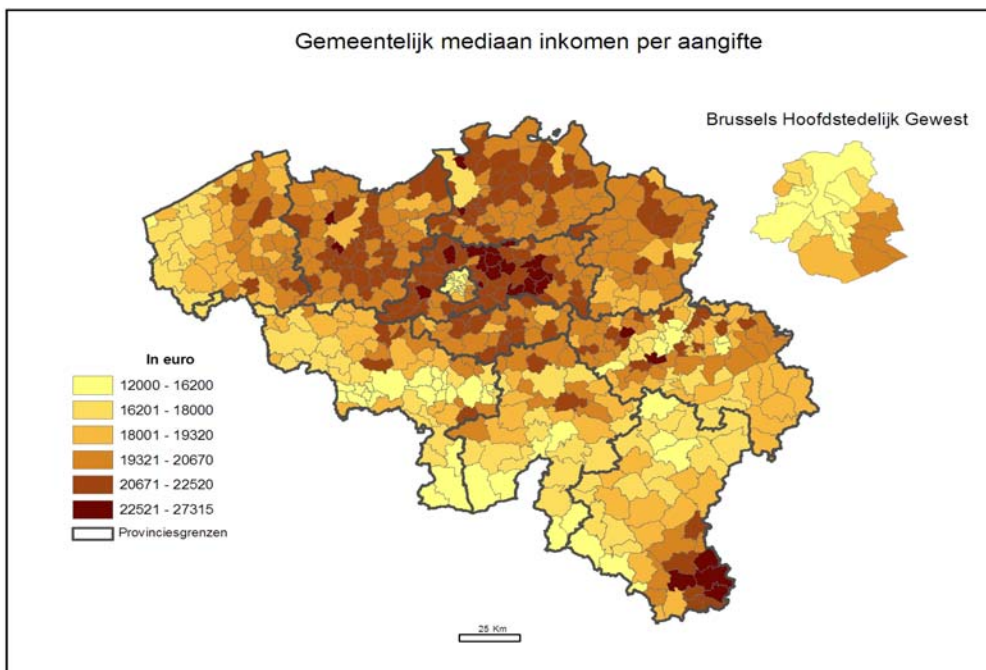 Gemeentelijk mediaan inkomen per aangifte
Brussels Hoofdstedelijk Gewest
In euro
12000 - 16200
16201 - 18000
18001 - 19320
19321 - 20670
20671 - 22520
22521 - 27315
Provinciesgrenzen
25 Km